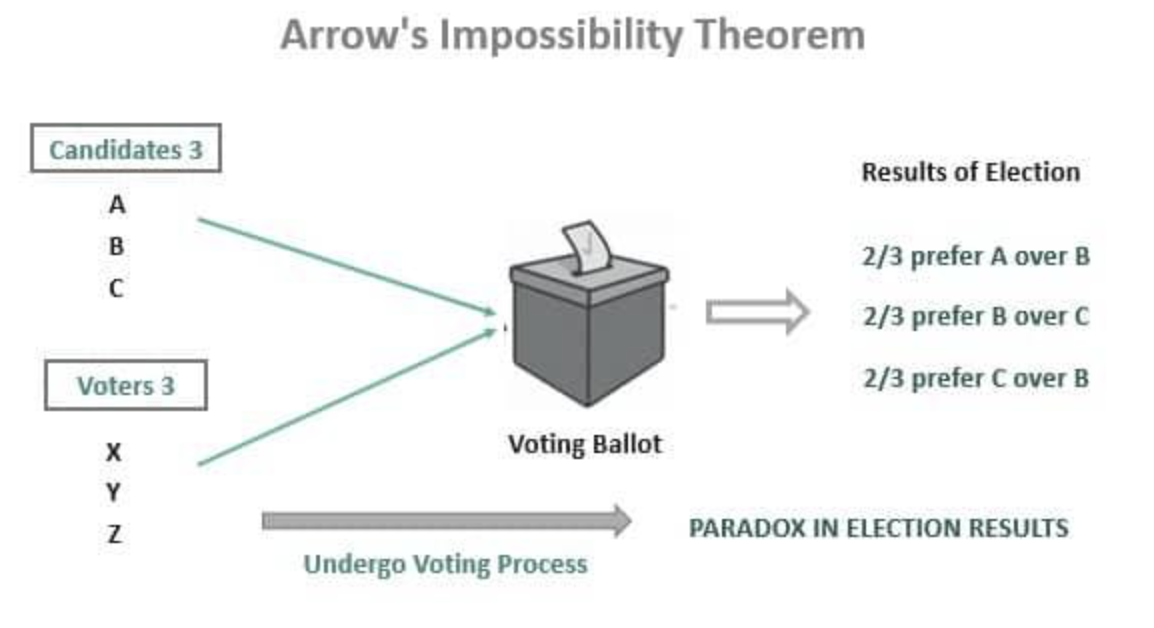 Arrow's Impossibility Theorem
Candidates 3
A
B
C
Voters 3
X
Y
Z
Voting Ballot
Undergo Voting Process
Results of Election
2/3 prefer A over B
2/3 prefer B over C
2/3 prefer C over B
PARADOX IN ELECTION RESULTS